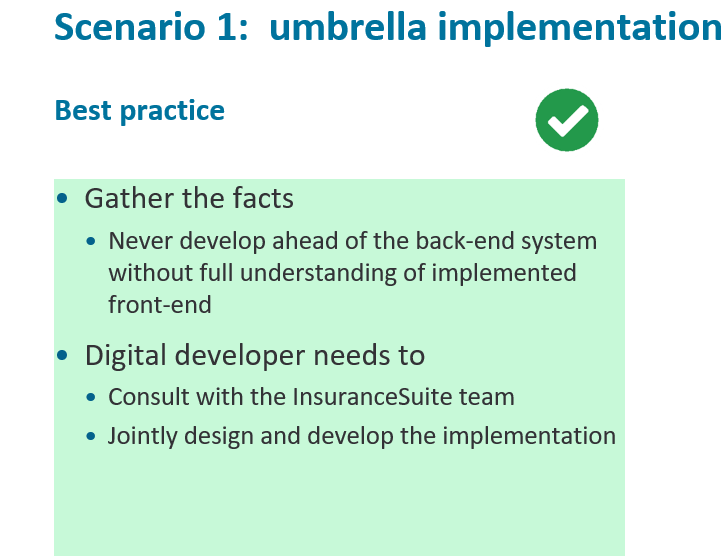 Scenario 1:  umbrella implementation
Best practice
• Gather the facts
• Never develop ahead of the back-end system
without full understanding of implemented
front-end
• Digital developer needs to
• Consult with the InsuranceSuite team
• Jointly design and develop the implementation